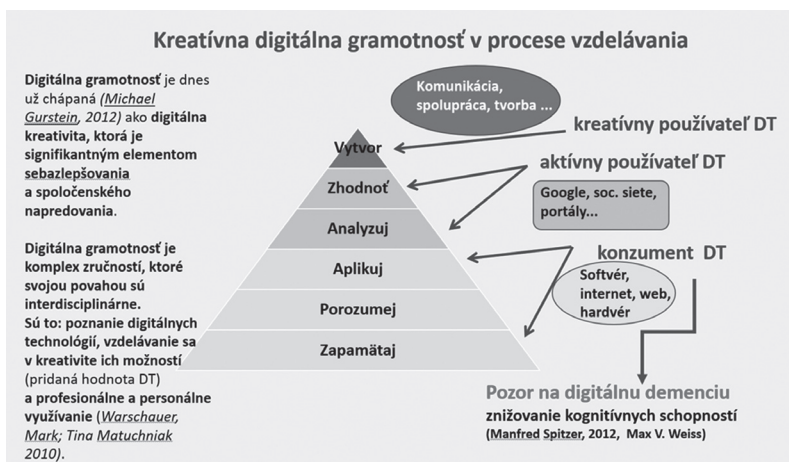 Kreatívna digitálna gramotnosť v procese vzdelávania
Digitálna gramotnosť je dnes
už chápaná (Michael
Gurstein, 2012) ako digitálna
kreativita, ktorá je
signifikantným elementom
sebazlepšovania
a spoločenského
napredovania.
Digitálna gramotnosť je
komplex zručností, ktoré
svojou povahou sú
interdisciplinárne.
Sú to: poznanie digitálnych
technológií, vzdelávanie sa
v kreativite ich možností
(pridaná hodnota DT)
a profesionálne a personálne
využívanie (Warschauer,
Mark; Tina Matuchniak
2010).
Vytvor
Zhodnoť
Analyzuj
Aplikuj
Porozumej
Zapamätaj
Komunikácia,
spolupráca, tvorba ...
kreatívny používateľ DT
aktívny používateľ DT
Google, soc. siete,
portály...
konzument DT
Softvér,
internet, web,
hardvér
Pozor na digitálnu demenciu
znižovanie kognitívnych schopností
(Manfred Spitzer, 2012, Max V. Weiss)